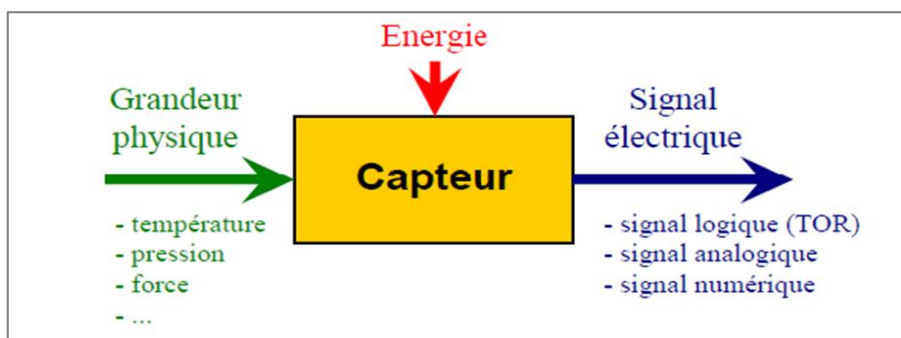 Energie
Grandeur
physique
Capteur
Signal
électrique
- température
- pression
- force
- ...
- signal logique (TOR)
- signal analogique
- signal numérique